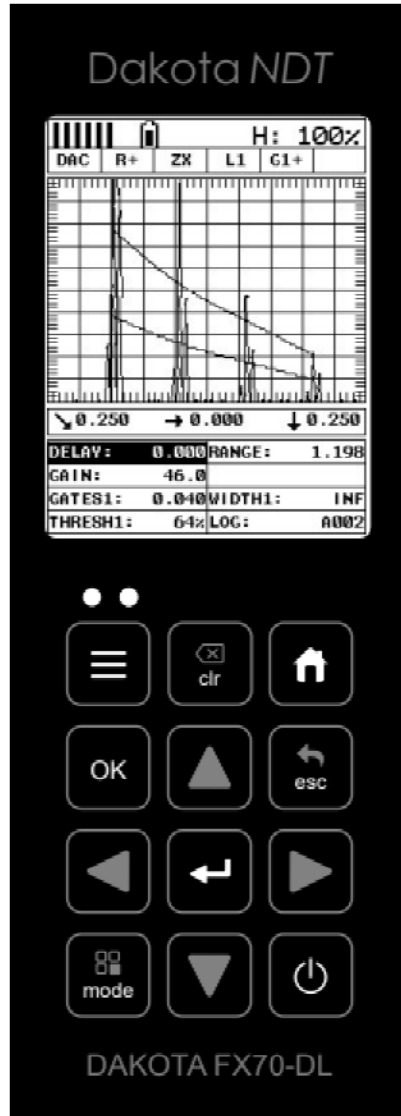 Dakota NDT
H: 100%
DAC R+ ZX L1 G1+
↘0.250 →0.000 ↓0.250
DELAY: 0.000 RANGE: 1.198
GAIN: 46.0
GATES1: 0.040 WIDTH1: INF
THRESH1: 64% LOG: A002
clr
OK esc
mode
DAKOTA FX70-DL